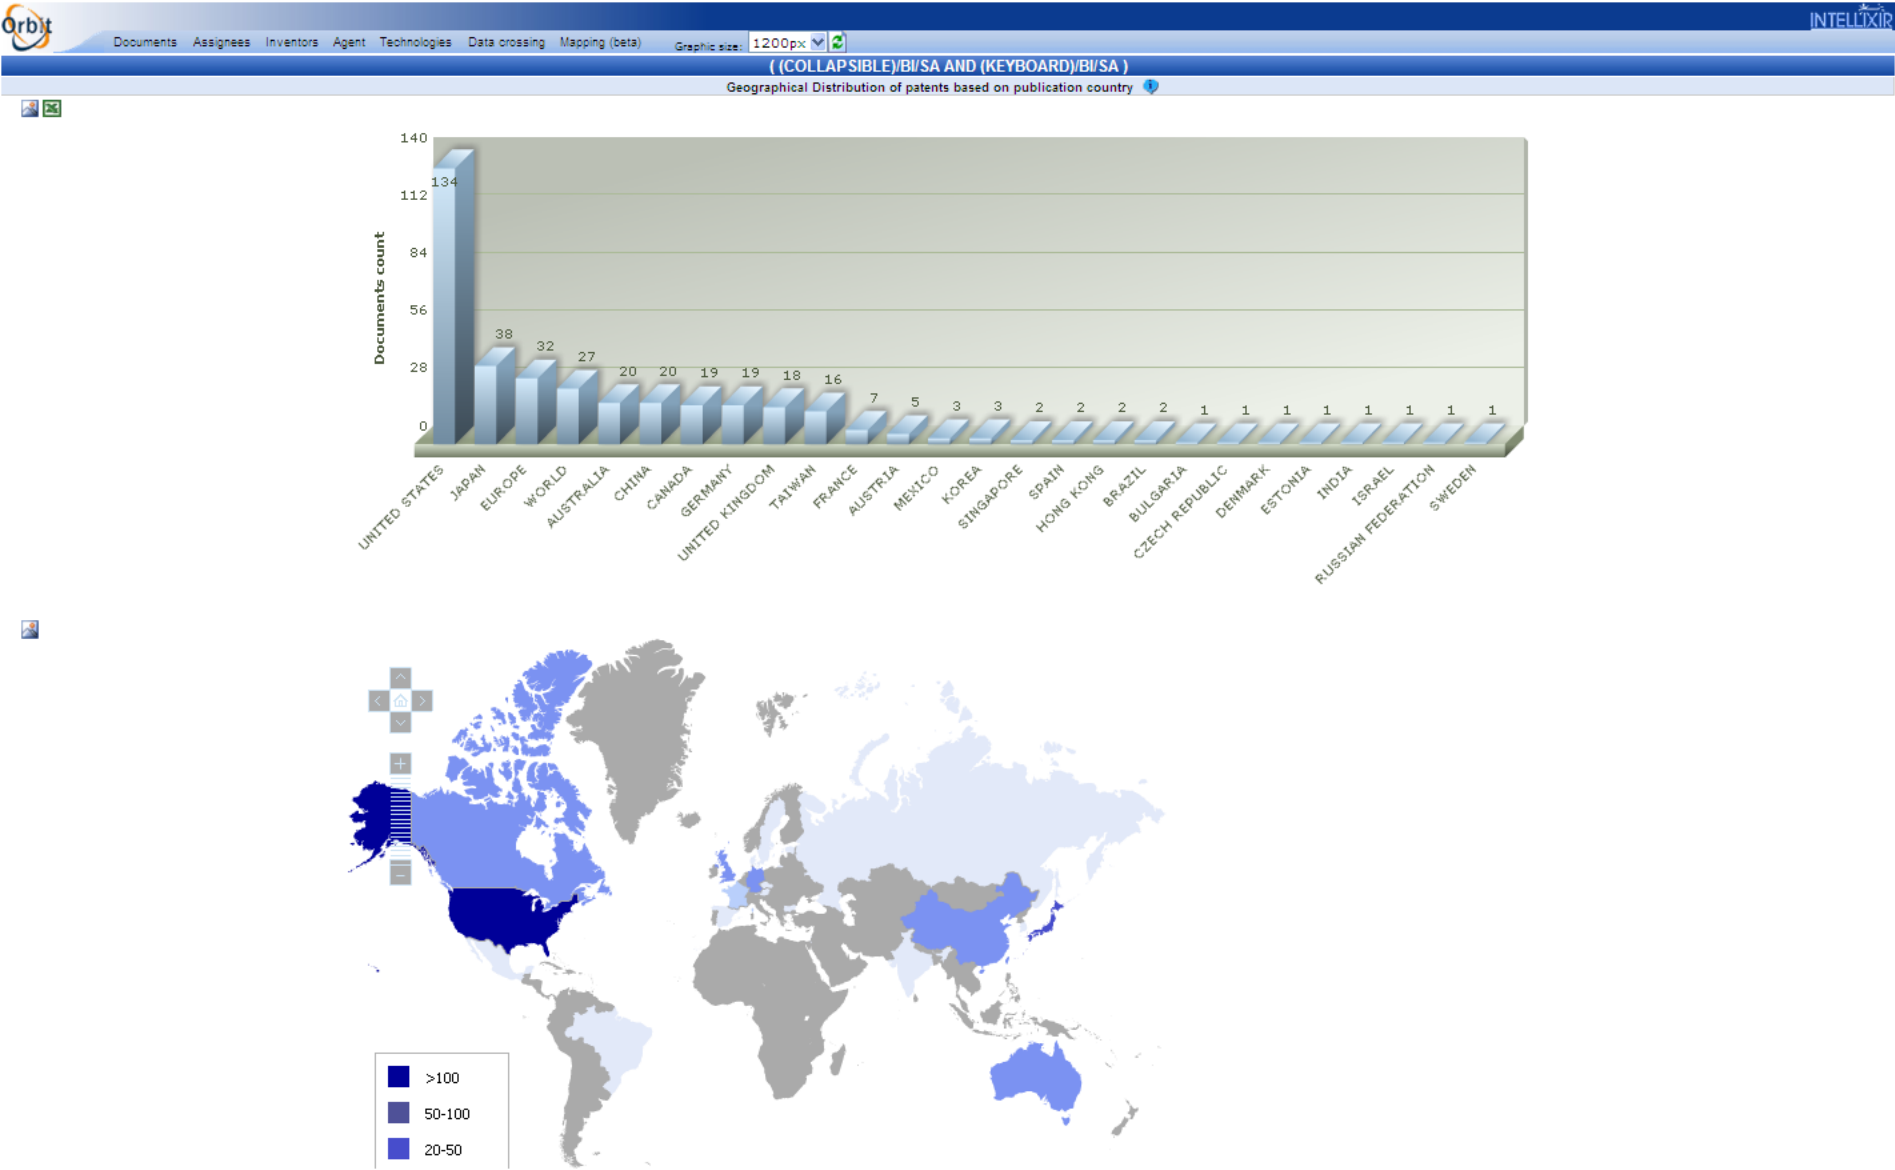 Orbit
INTELLIXIR
Documents Assignees Inventors Agent Technologies Data crossing Mapping (beta) Graphic size: 1200px
( (COLLAPSIBLE)/BI/SA AND (KEYBOARD)/BI/SA )
Geographical Distribution of patents based on publication country
140
112
84
56
28
0
Documents count
134
38
32
27
20
20
19
19
18
16
7
5
3
3
2
2
2
2
1
1
1
1
1
1
1
1
UNITED STATES
JAPAN
EUROPE
WORLD
AUSTRALIA
CHINA
CANADA
GERMANY
UNITED KINGDOM
TAIWAN
FRANCE
AUSTRIA
MEXICO
KOREA
SINGAPORE
SPAIN
HONG KONG
BRAZIL
BULGARIA
CZECH REPUBLIC
DENMARK
ESTONIA
INDIA
ISRAEL
RUSSIAN FEDERATION
SWEDEN
>100
50-100
20-50